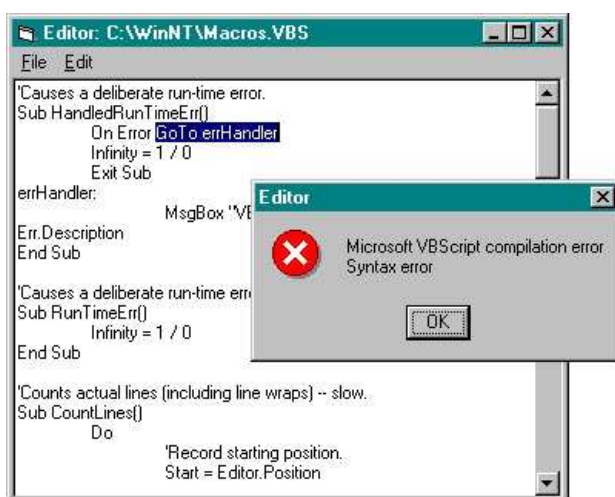 Editor: C:\WinNT\Macros.VBS
File Edit
'Causes a deliberate run-time error.
Sub HandledRunTimeErr()
On Error GoTo errHandler
Infinity = 1 / 0
Exit Sub
errHandler:
MsgBox "VB
Err.Description
End Sub
'Causes a deliberate run-time erro
Sub RunTimeErr()
Infinity = 1 / 0
End Sub
'Counts actual lines (including line wraps) -- slow.
Sub CountLines()
Do
'Record starting position.
Start = Editor.Position
Editor
Microsoft VBScript compilation error
Syntax error
OK